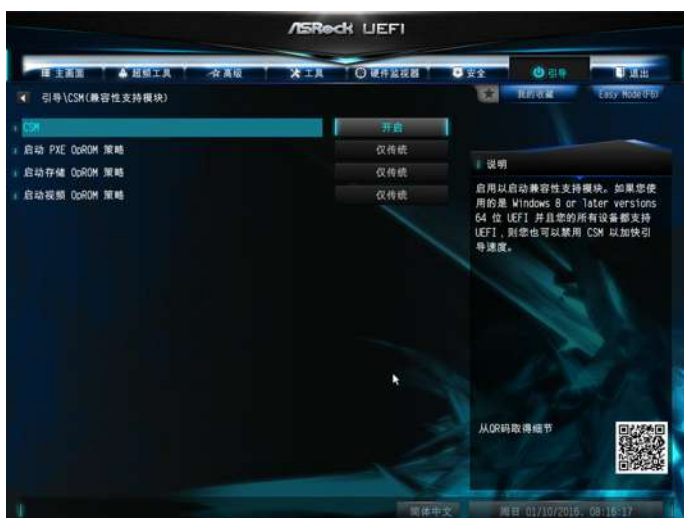 ASRock UEFI
主画面 超频工具 高级 工具 硬件监视器 安全 引导 退出
引导\CSM(兼容性支持模块) 我的收藏 Easy Mode(F6)
CSM 开启
启动 PXE OpROM 策略 仅传统
启动存储 OpROM 策略 仅传统
启动视频 OpROM 策略 仅传统
说明
启用以启动兼容性支持模块。如果您使
用的是 Windows 8 or later versions
64 位 UEFI 并且您的所有设备都支持
UEFI，则您也可以禁用 CSM 以加快引
导速度。
从QR码取得细节
简体中文 周日 01/10/2016. 08:16:17